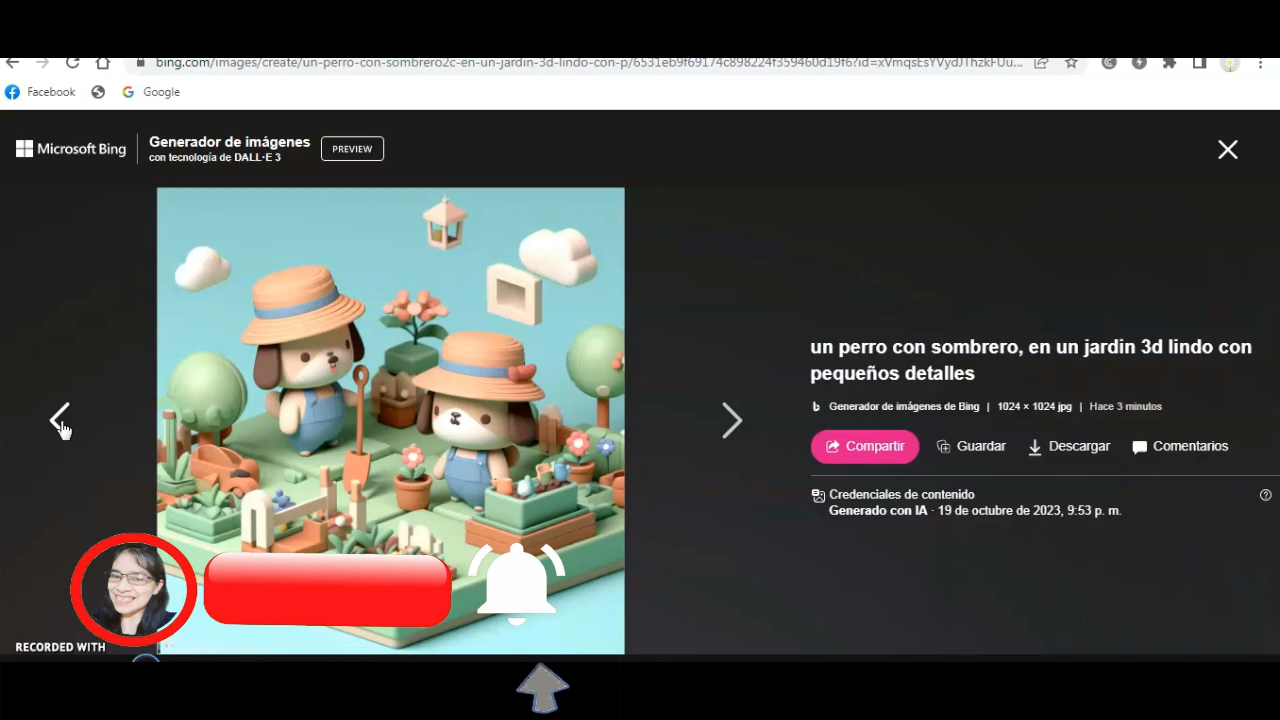 bing.com/images/create/un-perro-con-sombrero2c-en-un-jardin-3d-lindo-con-p/6531eb9f69174c898224f359460d19f6?id=xVmqsEsYVydJThzkFUu...
Facebook
Google
Microsoft Bing
Generador de imágenes
con tecnología de DALL·E 3
PREVIEW
un perro con sombrero, en un jardin 3d lindo con
pequeños detalles
Generador de imágenes de Bing | 1024 × 1024 jpg | Hace 3 minutos
Compartir
Guardar
Descargar
Comentarios
Credenciales de contenido
Generado con IA · 19 de octubre de 2023, 9:53 p. m.
RECORDED WITH